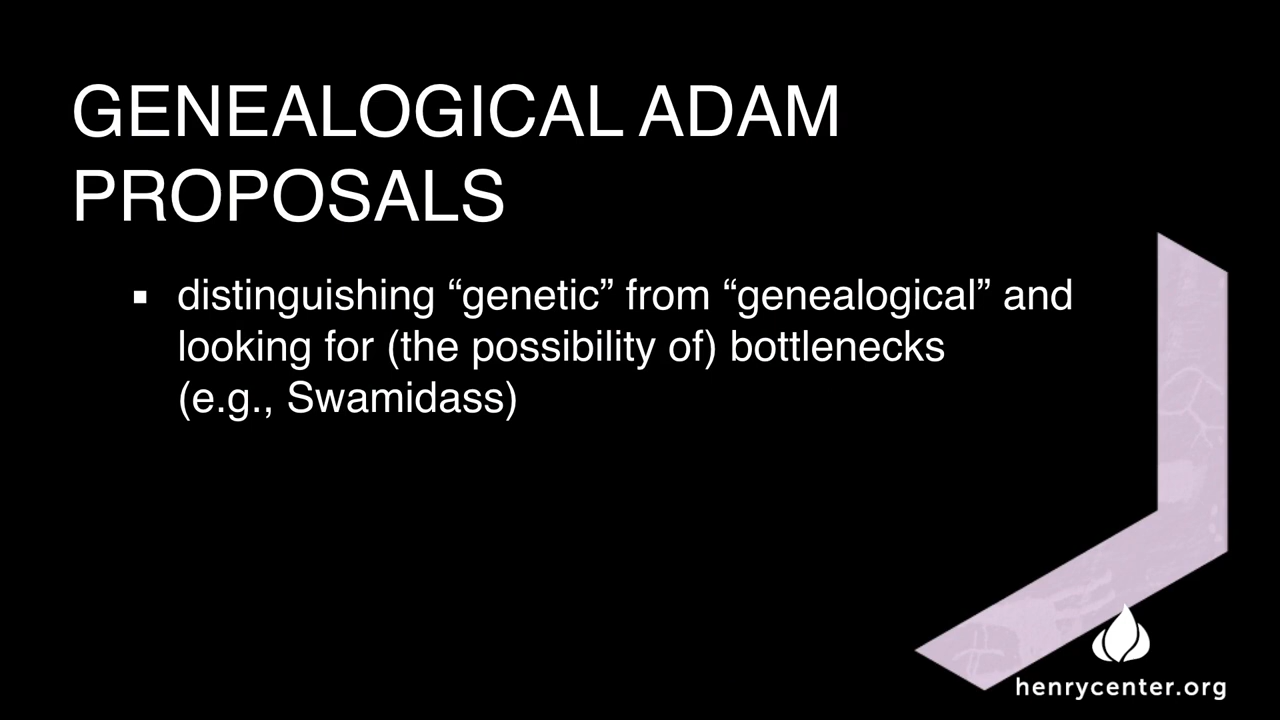 GENEALOGICAL ADAM
PROPOSALS
▪ distinguishing “genetic” from “genealogical” and
looking for (the possibility of) bottlenecks
(e.g., Swamidass)
henrycenter.org